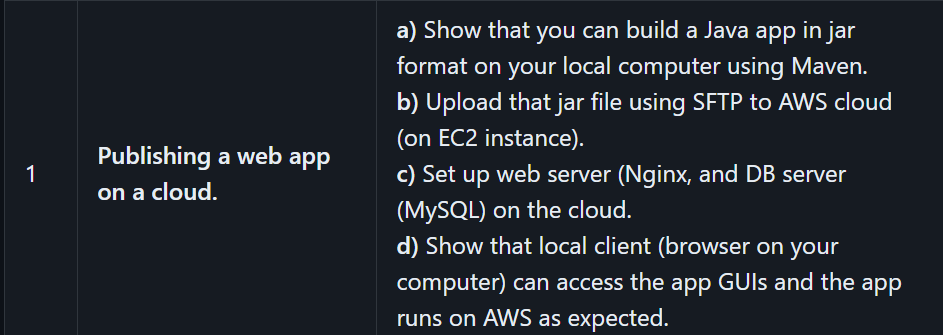 1
Publishing a web app
on a cloud.
a) Show that you can build a Java app in jar
format on your local computer using Maven.
b) Upload that jar file using SFTP to AWS cloud
(on EC2 instance).
c) Set up web server (Nginx, and DB server
(MySQL) on the cloud.
d) Show that local client (browser on your
computer) can access the app GUIs and the app
runs on AWS as expected.